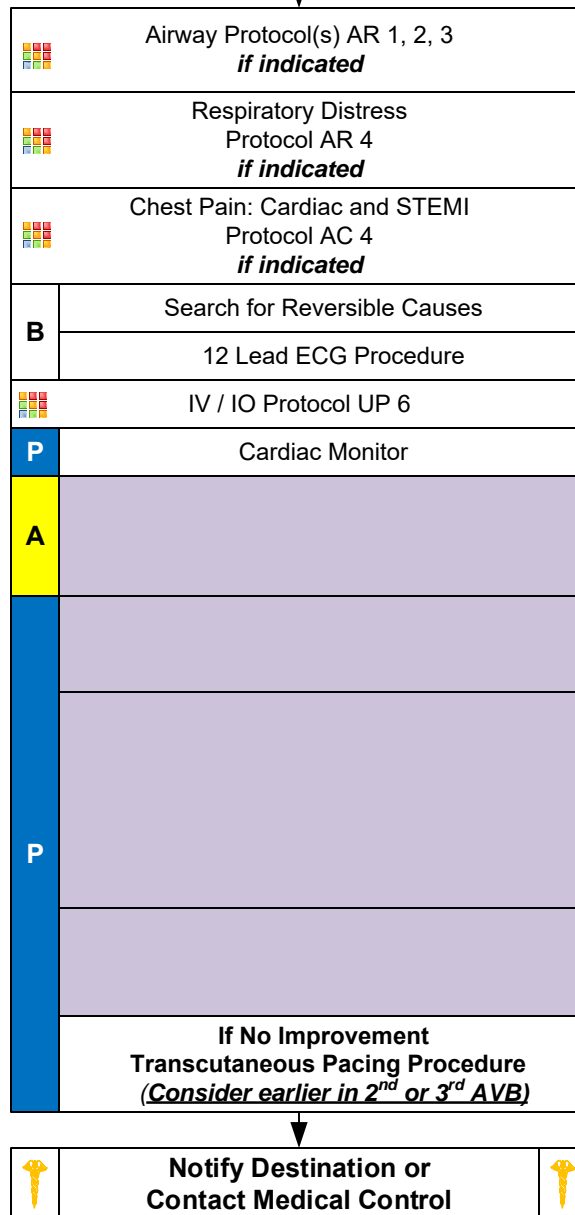 Airway Protocol(s) AR 1, 2, 3
if indicated
Respiratory Distress
Protocol AR 4
if indicated
Chest Pain: Cardiac and STEMI
Protocol AC 4
if indicated
B
Search for Reversible Causes
12 Lead ECG Procedure
IV / IO Protocol UP 6
P
Cardiac Monitor
A
P
If No Improvement
Transcutaneous Pacing Procedure
(Consider earlier in 2nd or 3rd AVB)
Notify Destination or
Contact Medical Control